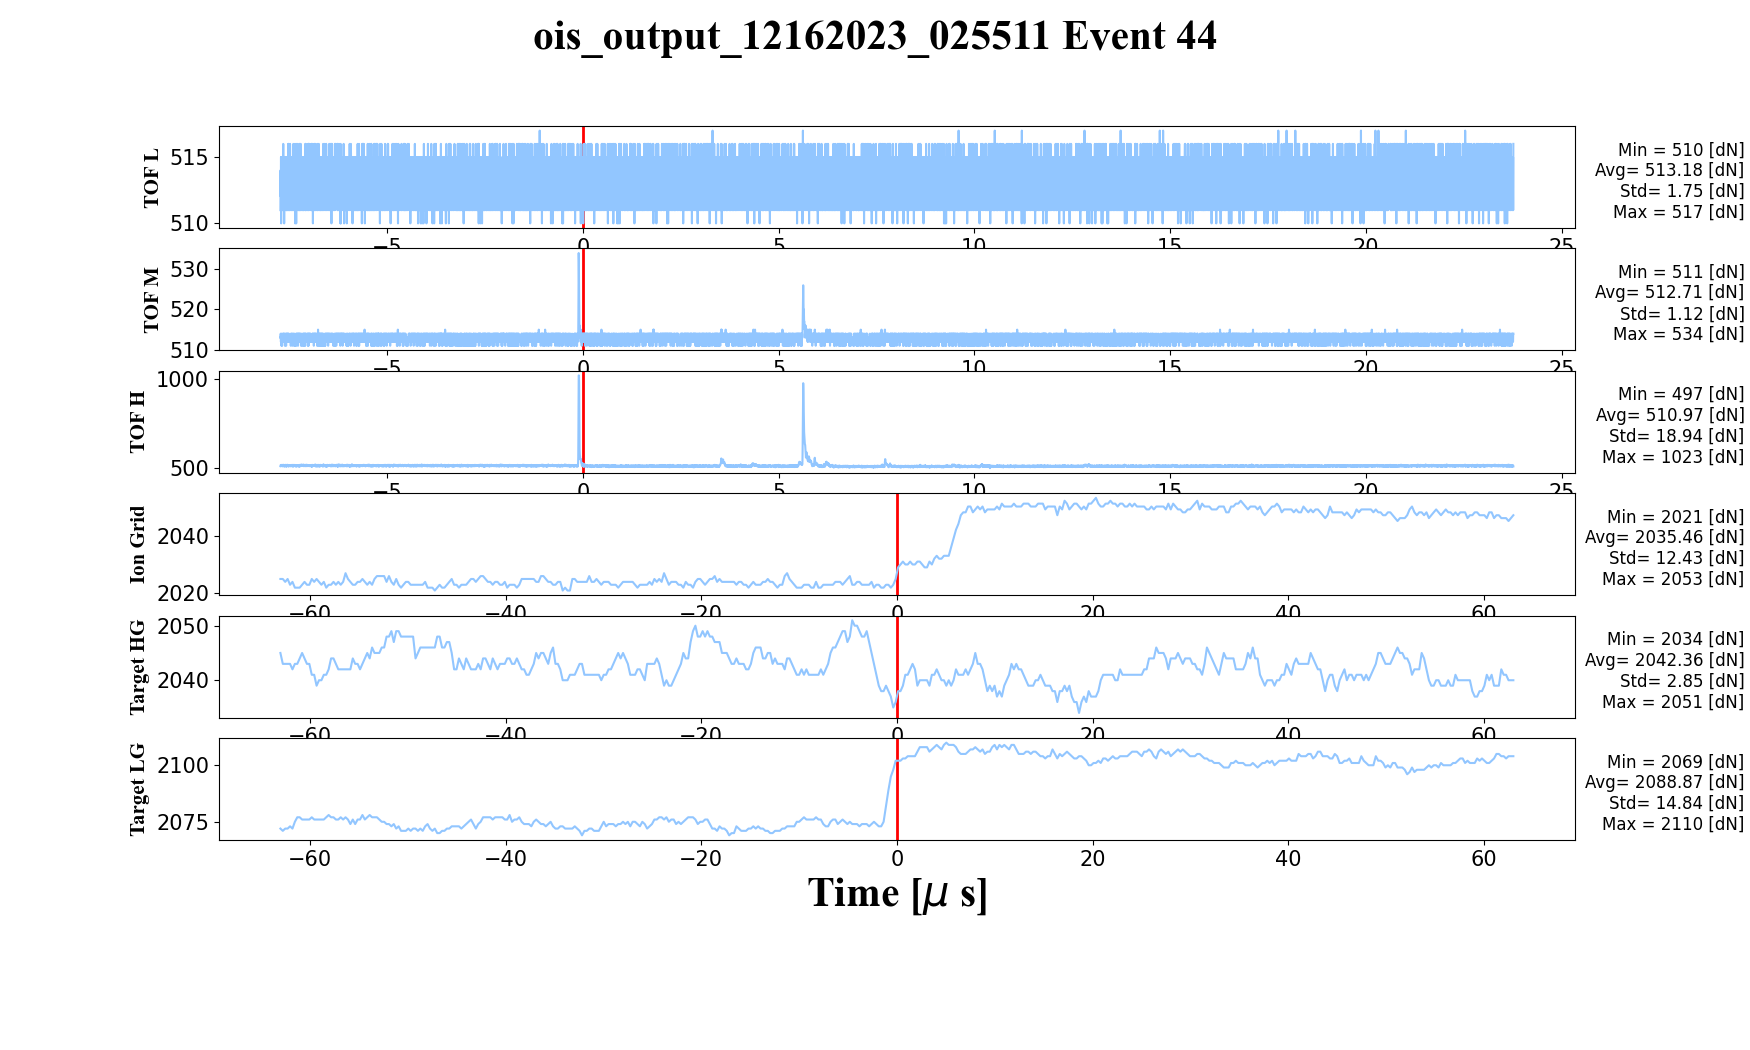 ois_output_12162023_025511 Event 44
TOF L
515
510
−5
0
5
10
15
20
25
Min = 510 [dN]
Avg= 513.18 [dN]
Std= 1.75 [dN]
Max = 517 [dN]
TOF M
530
520
510
−5
0
5
10
15
20
25
Min = 511 [dN]
Avg= 512.71 [dN]
Std= 1.12 [dN]
Max = 534 [dN]
TOF H
1000
500
−5
0
5
10
15
20
25
Min = 497 [dN]
Avg= 510.97 [dN]
Std= 18.94 [dN]
Max = 1023 [dN]
Ion Grid
2040
2020
−60
−40
−20
0
20
40
60
Min = 2021 [dN]
Avg= 2035.46 [dN]
Std= 12.43 [dN]
Max = 2053 [dN]
Target HG
2050
2040
−60
−40
−20
0
20
40
60
Min = 2034 [dN]
Avg= 2042.36 [dN]
Std= 2.85 [dN]
Max = 2051 [dN]
Target LG
2100
2075
−60
−40
−20
0
20
40
60
Min = 2069 [dN]
Avg= 2088.87 [dN]
Std= 14.84 [dN]
Max = 2110 [dN]
Time [μ s]